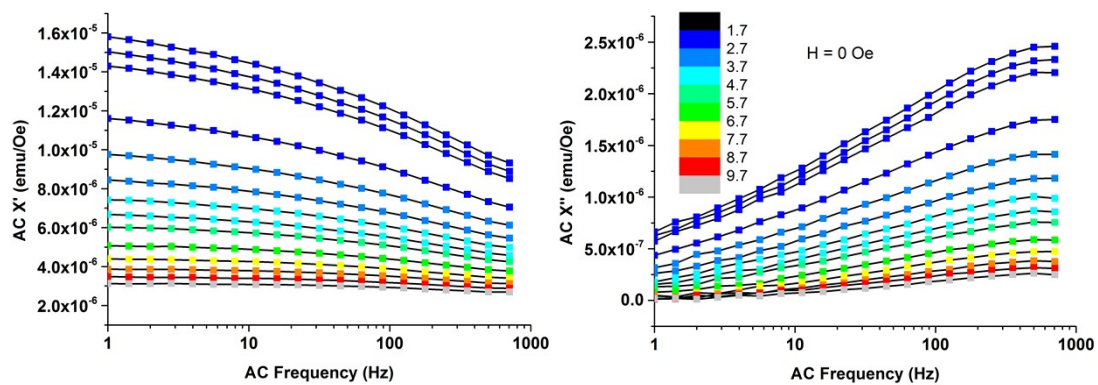 AC X' (emu/Oe)
1.6x10⁻⁵
1.4x10⁻⁵
1.2x10⁻⁵
1.0x10⁻⁵
8.0x10⁻⁶
6.0x10⁻⁶
4.0x10⁻⁶
2.0x10⁻⁶
1 10 100 1000
AC Frequency (Hz)
AC X'' (emu/Oe)
2.5x10⁻⁶
2.0x10⁻⁶
1.5x10⁻⁶
1.0x10⁻⁶
5.0x10⁻⁷
0.0
1.7
2.7
3.7
4.7
5.7
6.7
7.7
8.7
9.7
H = 0 Oe
1 10 100 1000
AC Frequency (Hz)